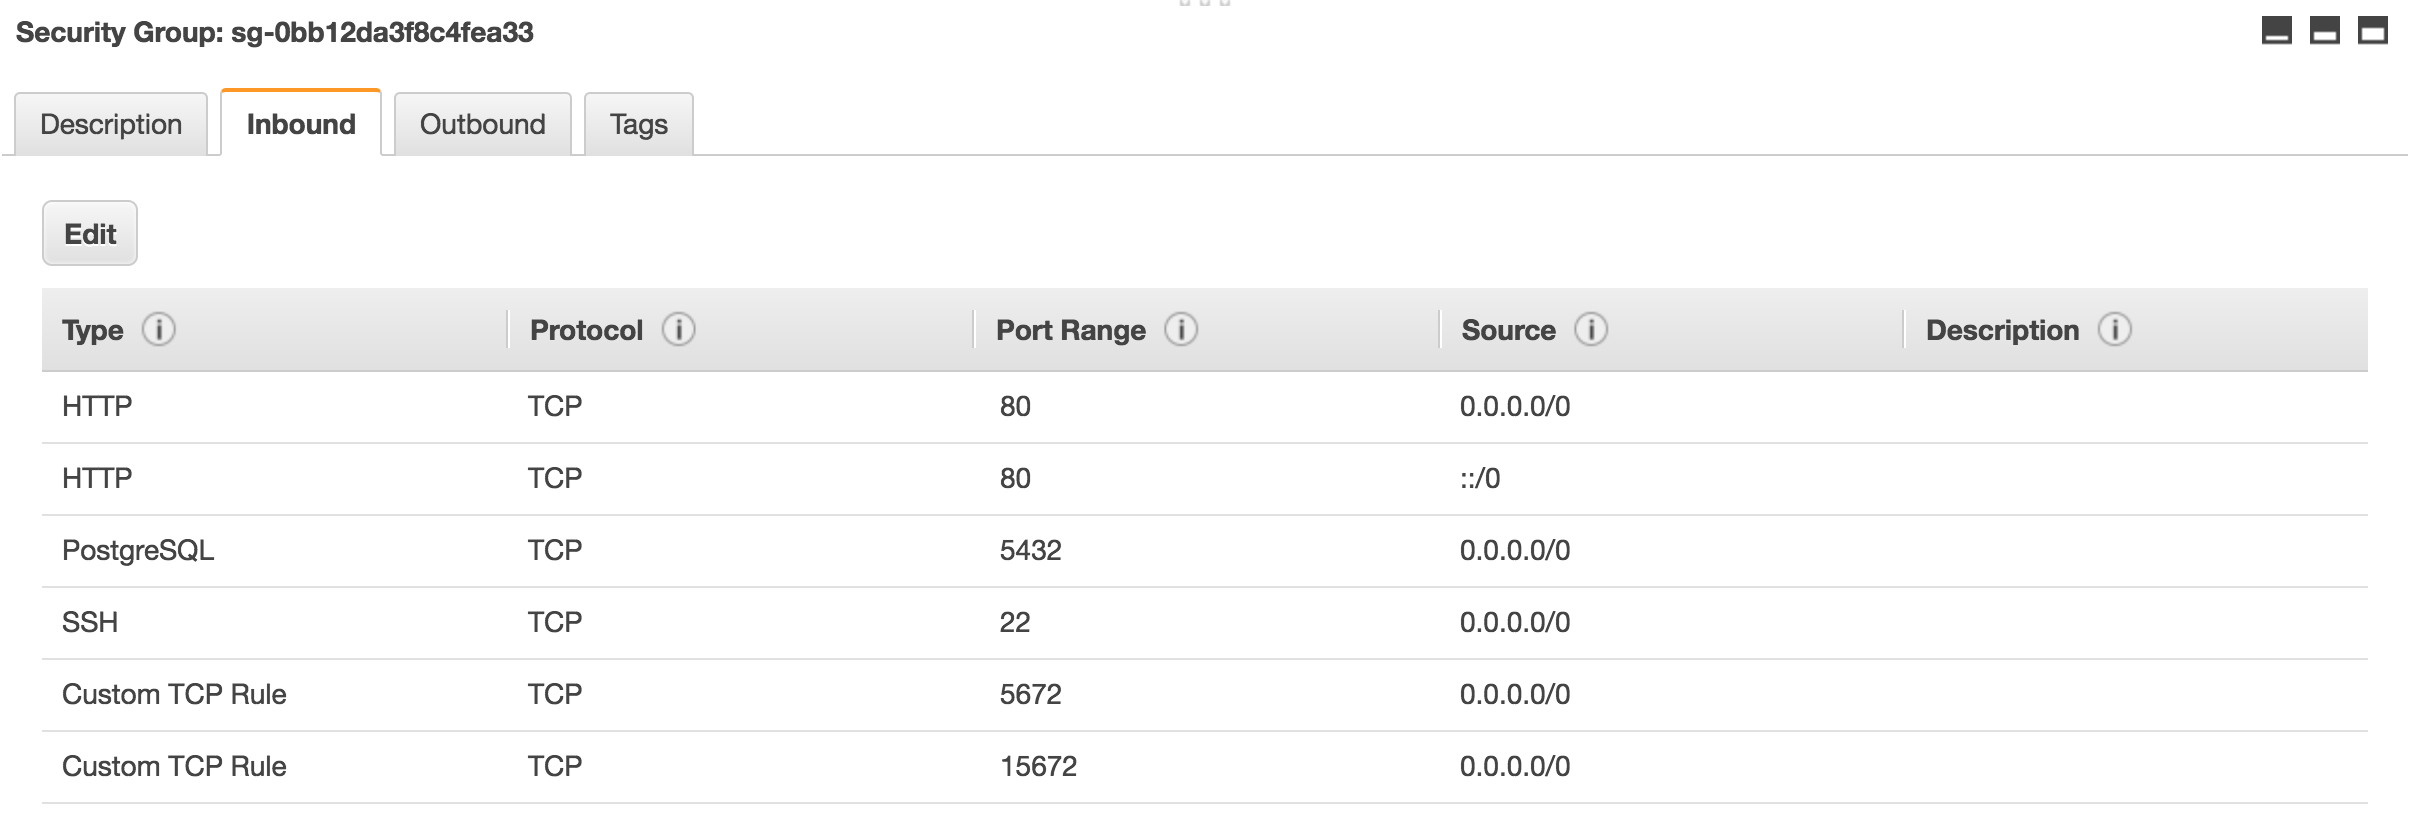 Security Group: sg-0bb12da3f8c4fea33
Description Inbound Outbound Tags
Edit
Type Protocol Port Range Source Description
HTTP TCP 80 0.0.0.0/0
HTTP TCP 80 ::/0
PostgreSQL TCP 5432 0.0.0.0/0
SSH TCP 22 0.0.0.0/0
Custom TCP Rule TCP 5672 0.0.0.0/0
Custom TCP Rule TCP 15672 0.0.0.0/0